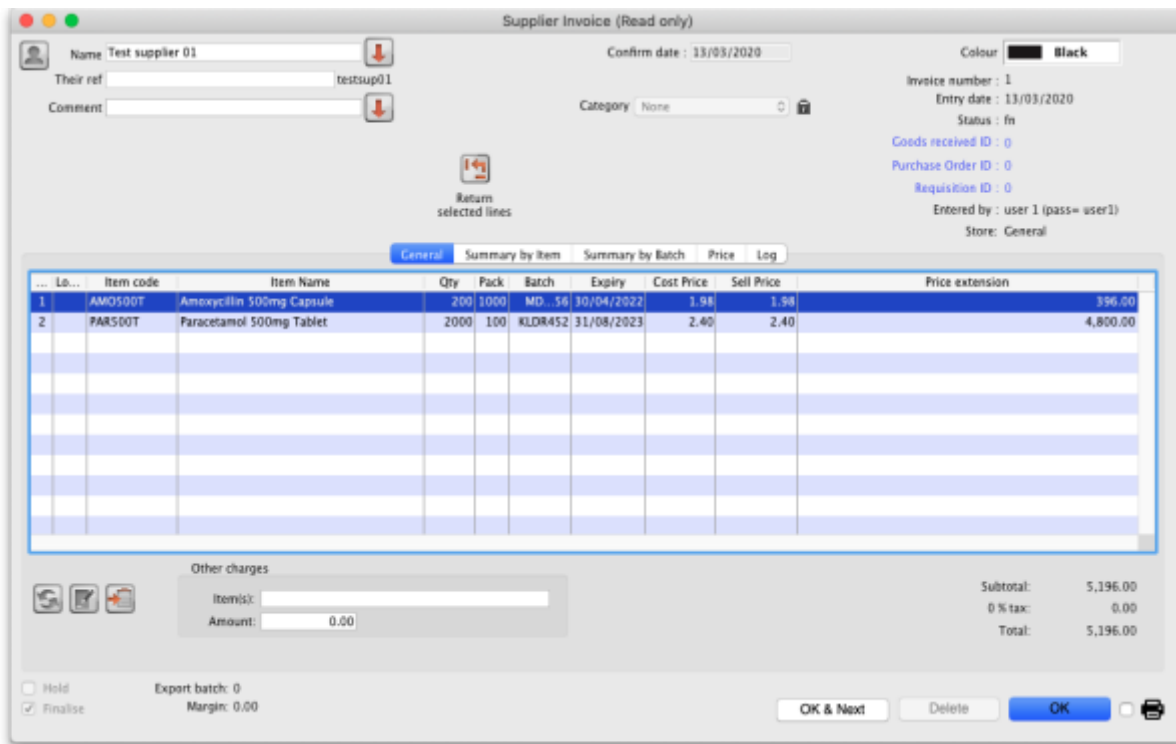 Supplier Invoice (Read only)
Name Test supplier 01 Confirm date : 13/03/2020 Colour Black
Their ref testsup01 Invoice number : 1
Comment Category None Entry date : 13/03/2020
Status : fn
Goods received ID : 0
Purchase Order ID : 0
Requisition ID : 0
Return
selected lines
Entered by : user 1 (pass= user1)
Store: General
General Summary by Item Summary by Batch Price Log
... Lo... Item code Item Name Qty Pack Batch Expiry Cost Price Sell Price Price extension
1 AMO500T Amoxycillin 500mg Capsule 200 1000 MD...56 30/04/2022 1.98 1.98 396.00
2 PAR500T Paracetamol 500mg Tablet 2000 100 KLDR452 31/08/2023 2.40 2.40 4,800.00
Other charges
Item(s):
Amount: 0.00
Subtotal: 5,196.00
0 % tax: 0.00
Total: 5,196.00
Hold Export batch: 0
Finalise Margin: 0.00
OK & Next Delete OK